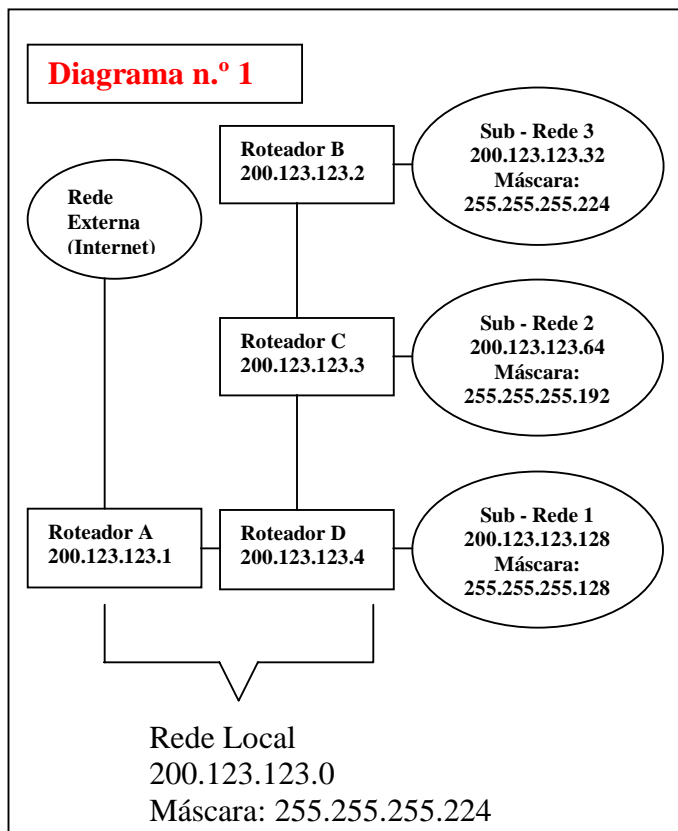 Diagrama n.º 1
Rede
Externa
(Internet)
Roteador B
200.123.123.2
Sub - Rede 3
200.123.123.32
Máscara:
255.255.255.224
Roteador C
200.123.123.3
Sub - Rede 2
200.123.123.64
Máscara:
255.255.255.192
Roteador A
200.123.123.1
Roteador D
200.123.123.4
Sub - Rede 1
200.123.123.128
Máscara:
255.255.255.128
Rede Local
200.123.123.0
Máscara: 255.255.255.224